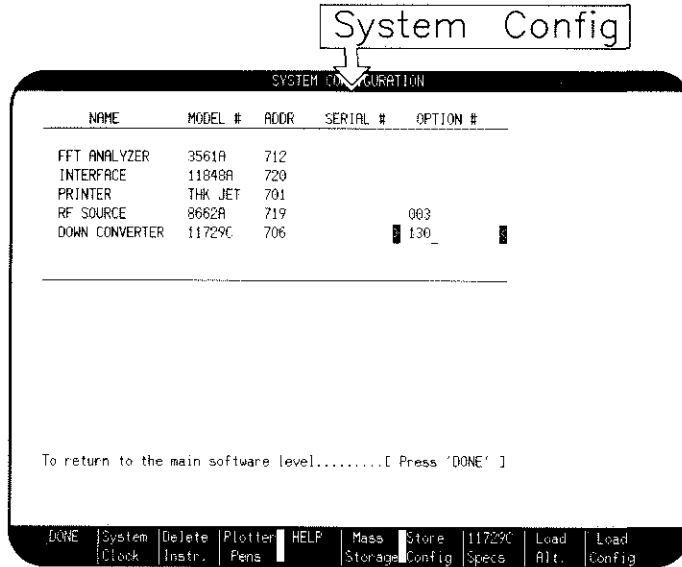 System Config
SYSTEM CONFIGURATION
NAME MODEL # ADDR SERIAL # OPTION #
FFT ANALYZER 3561A 712
INTERFACE 11848A 720
PRINTER THK JET 701
RF SOURCE 8662A 719 003
DOWN CONVERTER 11729C 706 130_
To return to the main software level.........[ Press 'DONE' ]
DONE System Clock Delete Instr. Plotter Pens HELP Mass Storage Store Config 11729C Specs Load Alt. Load Config